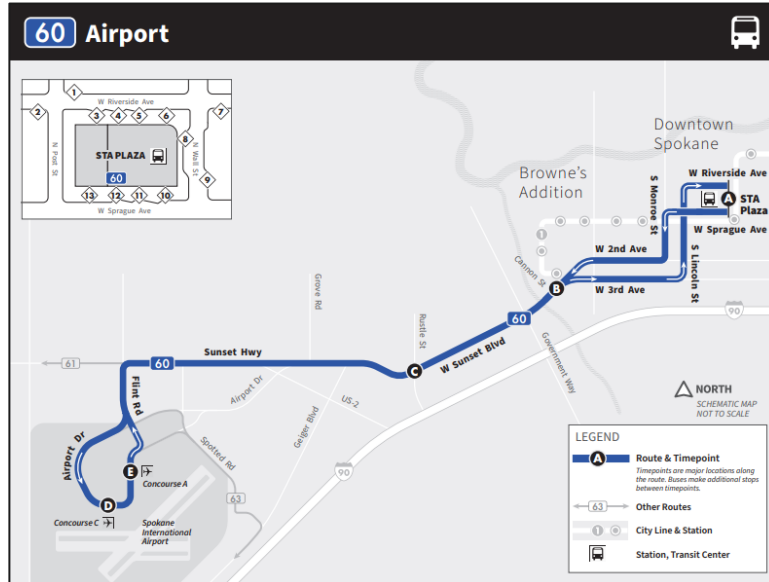 60 Airport
1
W Riverside Ave
2
3
4
5
6
7
8
STA PLAZA
N Post St
N Wall St
60
9
13
12
11
10
W Sprague Ave
Downtown
Spokane
W Riverside Ave
A
STA
Plaza
W Sprague Ave
Browne's
Addition
S Monroe St
S Lincoln St
1
W 2nd Ave
Cannon St
B
W 3rd Ave
90
60
W Sunset Blvd
Government Way
Grove Rd
Rustle St
Sunset Hwy
61
60
C
Flint Rd
Airport Dr
US-2
Geiger Blvd
Spotted Rd
Airport Dr
E
Concourse A
D
Concourse C
Spokane
International
Airport
63
90
NORTH
SCHEMATIC MAP
NOT TO SCALE
LEGEND
A
Route & Timepoint
Timepoints are major locations along
the route. Buses make additional stops
between timepoints.
63
Other Routes
1
City Line & Station
Station, Transit Center